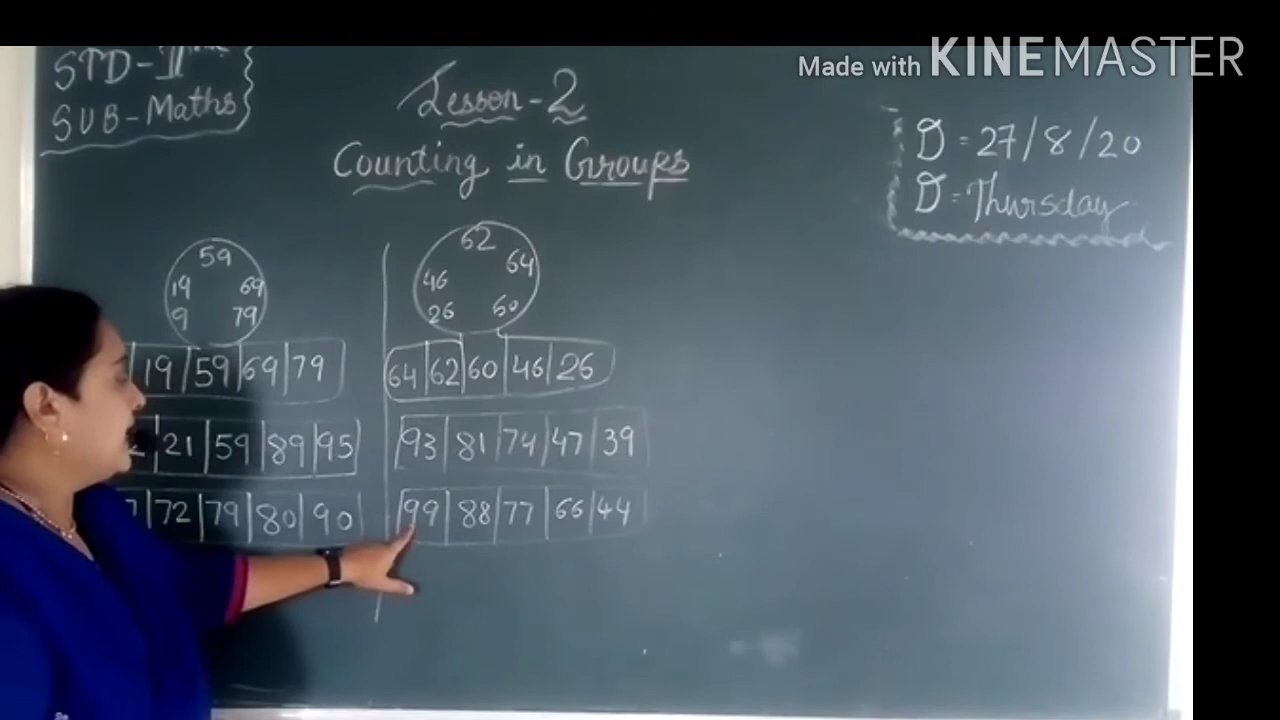 Made with KINEMASTER
STD-II
SUB-Maths
Lesson-2
Counting in Groups
D = 27/8/20
D = Thursday
59
19 69
9 79
62
46 64
26 60
19 59 69 79
64 62 60 46 26
21 59 89 95
93 81 74 47 39
72 79 80 90
99 88 77 66 44